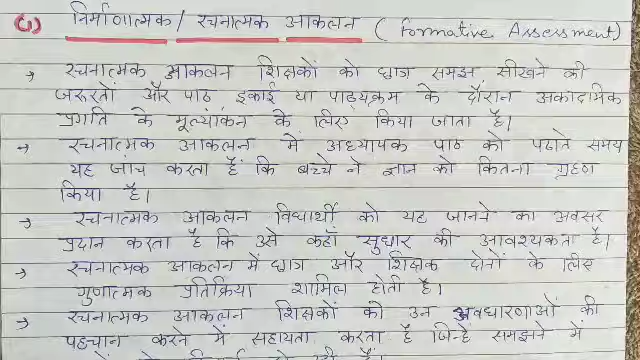 (i) निर्माणात्मक / रचनात्मक आकलन ( Formative Assessment)
→ रचनात्मक आकलन शिक्षकों को छात्र समझ सीखने की
जरूरतों और पाठ इकाई या पाठ्यक्रम के दौरान अकादमिक
प्रगति के मूल्यांकन के लिए किया जाता है।
→ रचनात्मक आकलन में अध्यापक पाठ को पढाते समय
यह जांच करता है कि बच्चे ने ज्ञान को कितना ग्रहण
किया है।
→ रचनात्मक आकलन विद्यार्थी को यह जानने का अवसर
प्रदान करता है कि उसे कहाँ सुधार की आवश्यकता है।
→ रचनात्मक आकलन में छात्र और शिक्षक दोनों के लिए
गुणात्मक प्रतिक्रिया शामिल होती है।
→ रचनात्मक आकलन शिक्षकों को उन अवधारणाओं की
पहचान करने में सहायता करता है जिन्हें समझने में